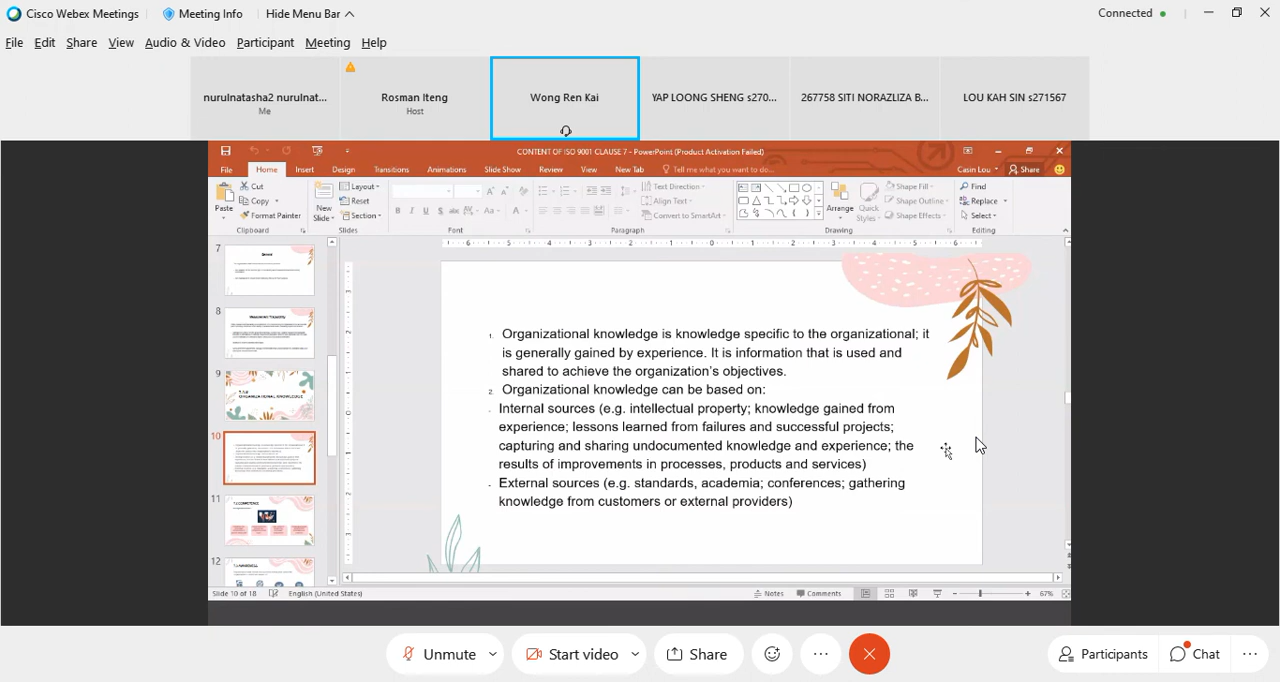 Cisco Webex Meetings Meeting Info Hide Menu Bar Connected
File Edit Share View Audio & Video Participant Meeting Help
nurulnatasha2 nurulnat... Rosman Iteng Wong Ren Kai YAP LOONG SHENG s270... 267758 SITI NORAZLIZA B... LOU KAH SIN s271567
Me Host
CONTENT OF ISO 9001 CLAUSE 7 - PowerPoint (Product Activation Failed)
File Home Insert Design Transitions Animations Slide Show Review View New Tab Tell me what you want to do... Casin Lou Share
Cut Layout Text Direction Shape Fill Find
Copy Reset Align Text Shape Outline Replace
Paste Format Painter New Slide Section Convert to SmartArt Arrange Quick Styles Shape Effects Select
Clipboard Slides Font Paragraph Drawing Editing
7
8
9
ORGANIZATIONAL KNOWLEDGE
10
11
12
1. Organizational knowledge is knowledge specific to the organizational; it
is generally gained by experience. It is information that is used and
shared to achieve the organization's objectives.
2. Organizational knowledge can be based on:
Internal sources (e.g. intellectual property; knowledge gained from
experience; lessons learned from failures and successful projects;
capturing and sharing undocumented knowledge and experience; the
results of improvements in processes, products and services)
External sources (e.g. standards, academia; conferences; gathering
knowledge from customers or external providers)
Slide 10 of 18 English (United States) Notes Comments 67%
Unmute Start video Share Participants Chat